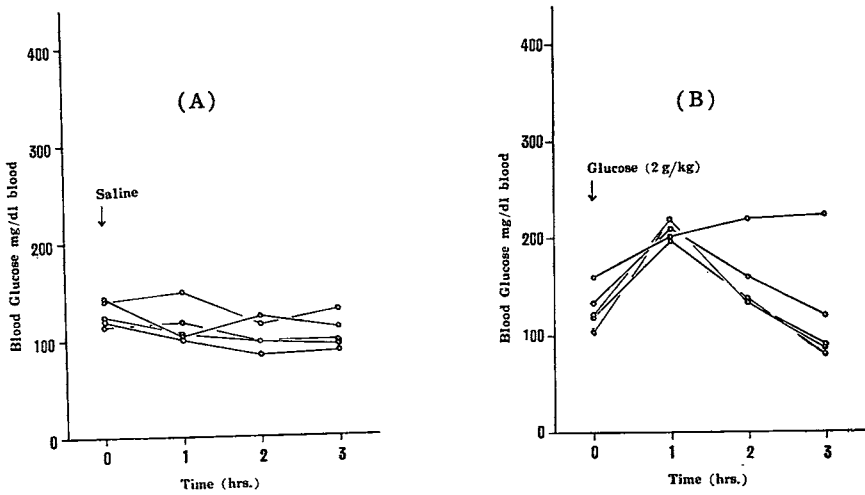 (A)
Saline
Blood Glucose mg/dl blood
400
300
200
100
0
0 1 2 3
Time (hrs.)
(B)
Glucose (2 g/kg)
Blood Glucose mg/dl blood
400
300
200
100
0
0 1 2 3
Time (hrs.)